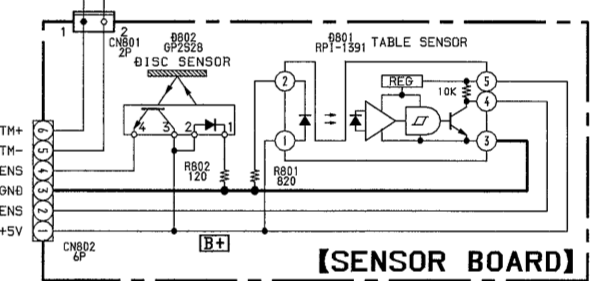 1 2
CN801
2P
D802
GP2S28
DISC SENSOR
D801
RPI-1391
TABLE SENSOR
REG
10K
2
1
5
4
3
4 3 2 1
R802
120
R801
820
TM+ 6
TM- 5
ENS 4
GND 3
ENS 2
+5V 1
CN802
6P
B+
【SENSOR BOARD】